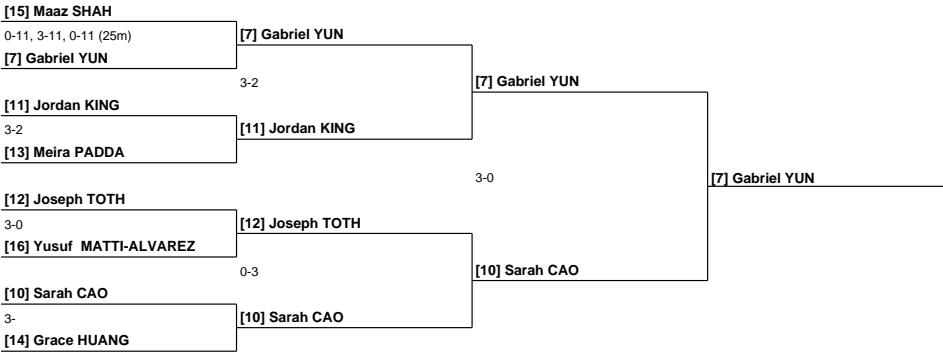 [15] Maaz SHAH
0-11, 3-11, 0-11 (25m)
[7] Gabriel YUN
[7] Gabriel YUN
3-2
[7] Gabriel YUN
[11] Jordan KING
3-2
[11] Jordan KING
[13] Meira PADDA
3-0
[7] Gabriel YUN
[12] Joseph TOTH
3-0
[12] Joseph TOTH
[16] Yusuf  MATTI-ALVAREZ
0-3
[10] Sarah CAO
[10] Sarah CAO
3-
[10] Sarah CAO
[14] Grace HUANG